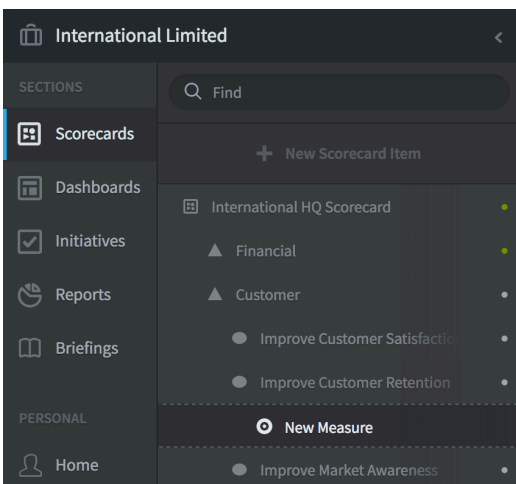 International Limited
SECTIONS
Scorecards
Dashboards
Initiatives
Reports
Briefings
PERSONAL
Home
Find
New Scorecard Item
International HQ Scorecard
Financial
Customer
Improve Customer Satisfactio
Improve Customer Retention
New Measure
Improve Market Awareness